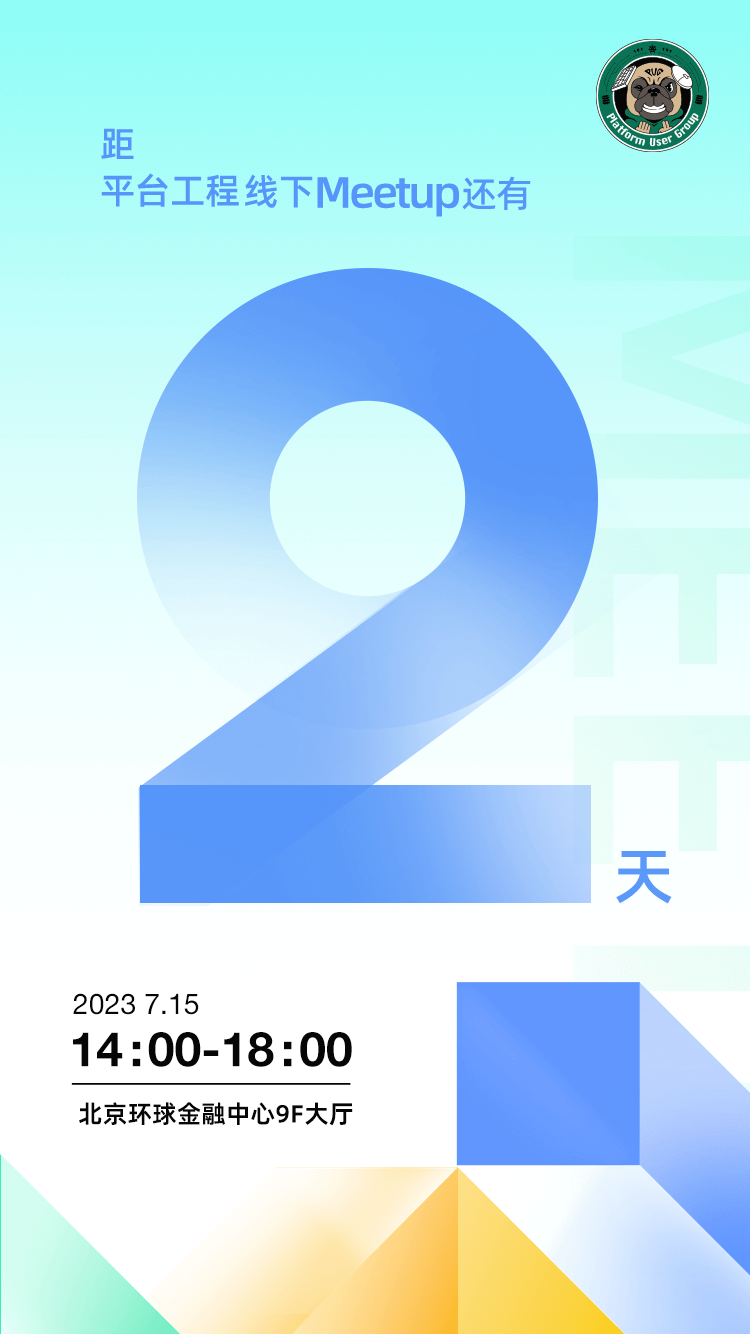 PUG
Platform User Group
距
平台工程线下Meetup还有
2
天
MEET
2023 7.15
14:00-18:00
北京环球金融中心9F大厅